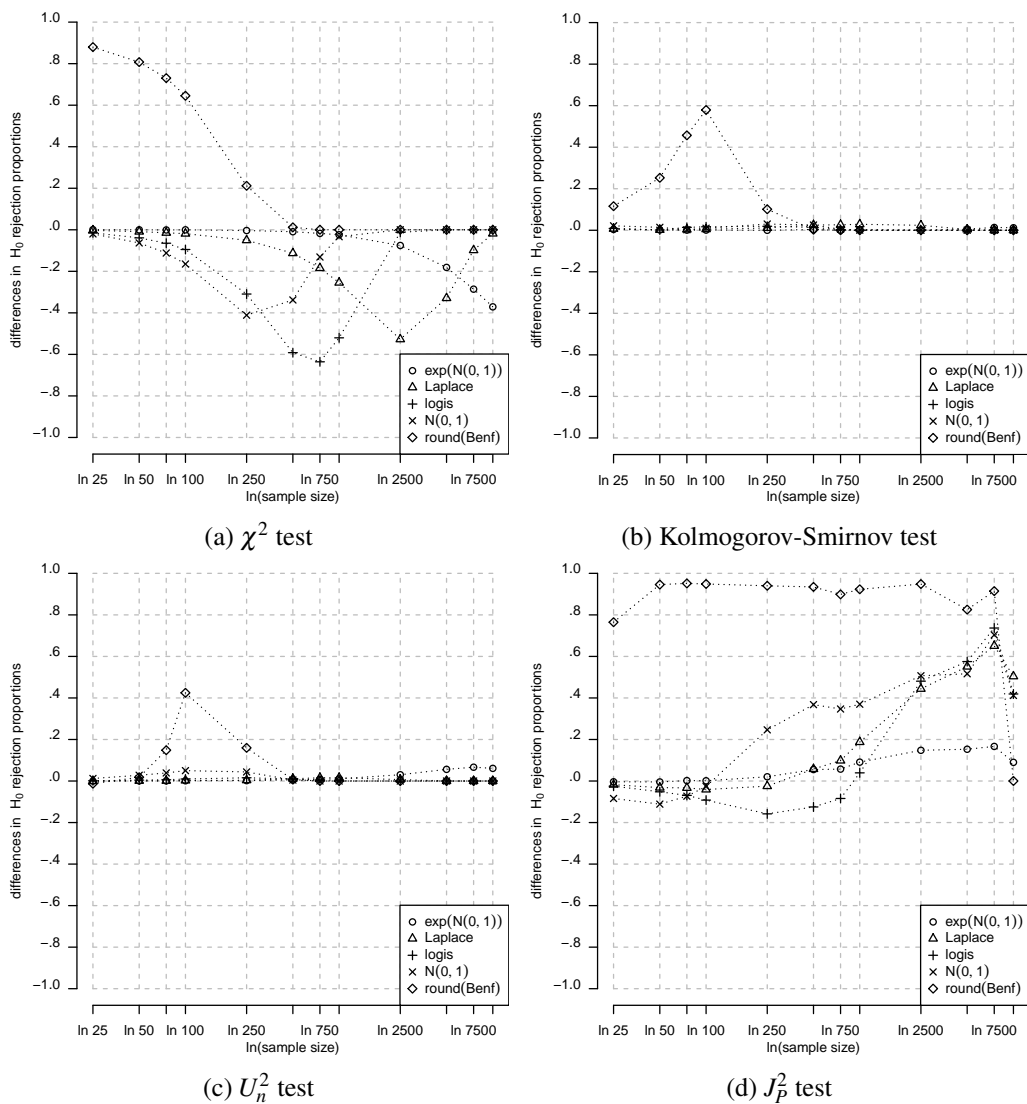 1.0
.8
.6
.4
.2
.0
−.2
−.4
−.6
−.8
−1.0
differences in H₀ rejection proportions
exp(N(0, 1))
Laplace
logis
N(0, 1)
round(Benf)
ln 25 ln 50 ln 100 ln 250 ln 750 ln 2500 ln 7500
ln(sample size)
(a) χ² test
1.0
.8
.6
.4
.2
.0
−.2
−.4
−.6
−.8
−1.0
differences in H₀ rejection proportions
exp(N(0, 1))
Laplace
logis
N(0, 1)
round(Benf)
ln 25 ln 50 ln 100 ln 250 ln 750 ln 2500 ln 7500
ln(sample size)
(b) Kolmogorov-Smirnov test
1.0
.8
.6
.4
.2
.0
−.2
−.4
−.6
−.8
−1.0
differences in H₀ rejection proportions
exp(N(0, 1))
Laplace
logis
N(0, 1)
round(Benf)
ln 25 ln 50 ln 100 ln 250 ln 750 ln 2500 ln 7500
ln(sample size)
(c) U²ₙ test
1.0
.8
.6
.4
.2
.0
−.2
−.4
−.6
−.8
−1.0
differences in H₀ rejection proportions
exp(N(0, 1))
Laplace
logis
N(0, 1)
round(Benf)
ln 25 ln 50 ln 100 ln 250 ln 750 ln 2500 ln 7500
ln(sample size)
(d) J²_P test